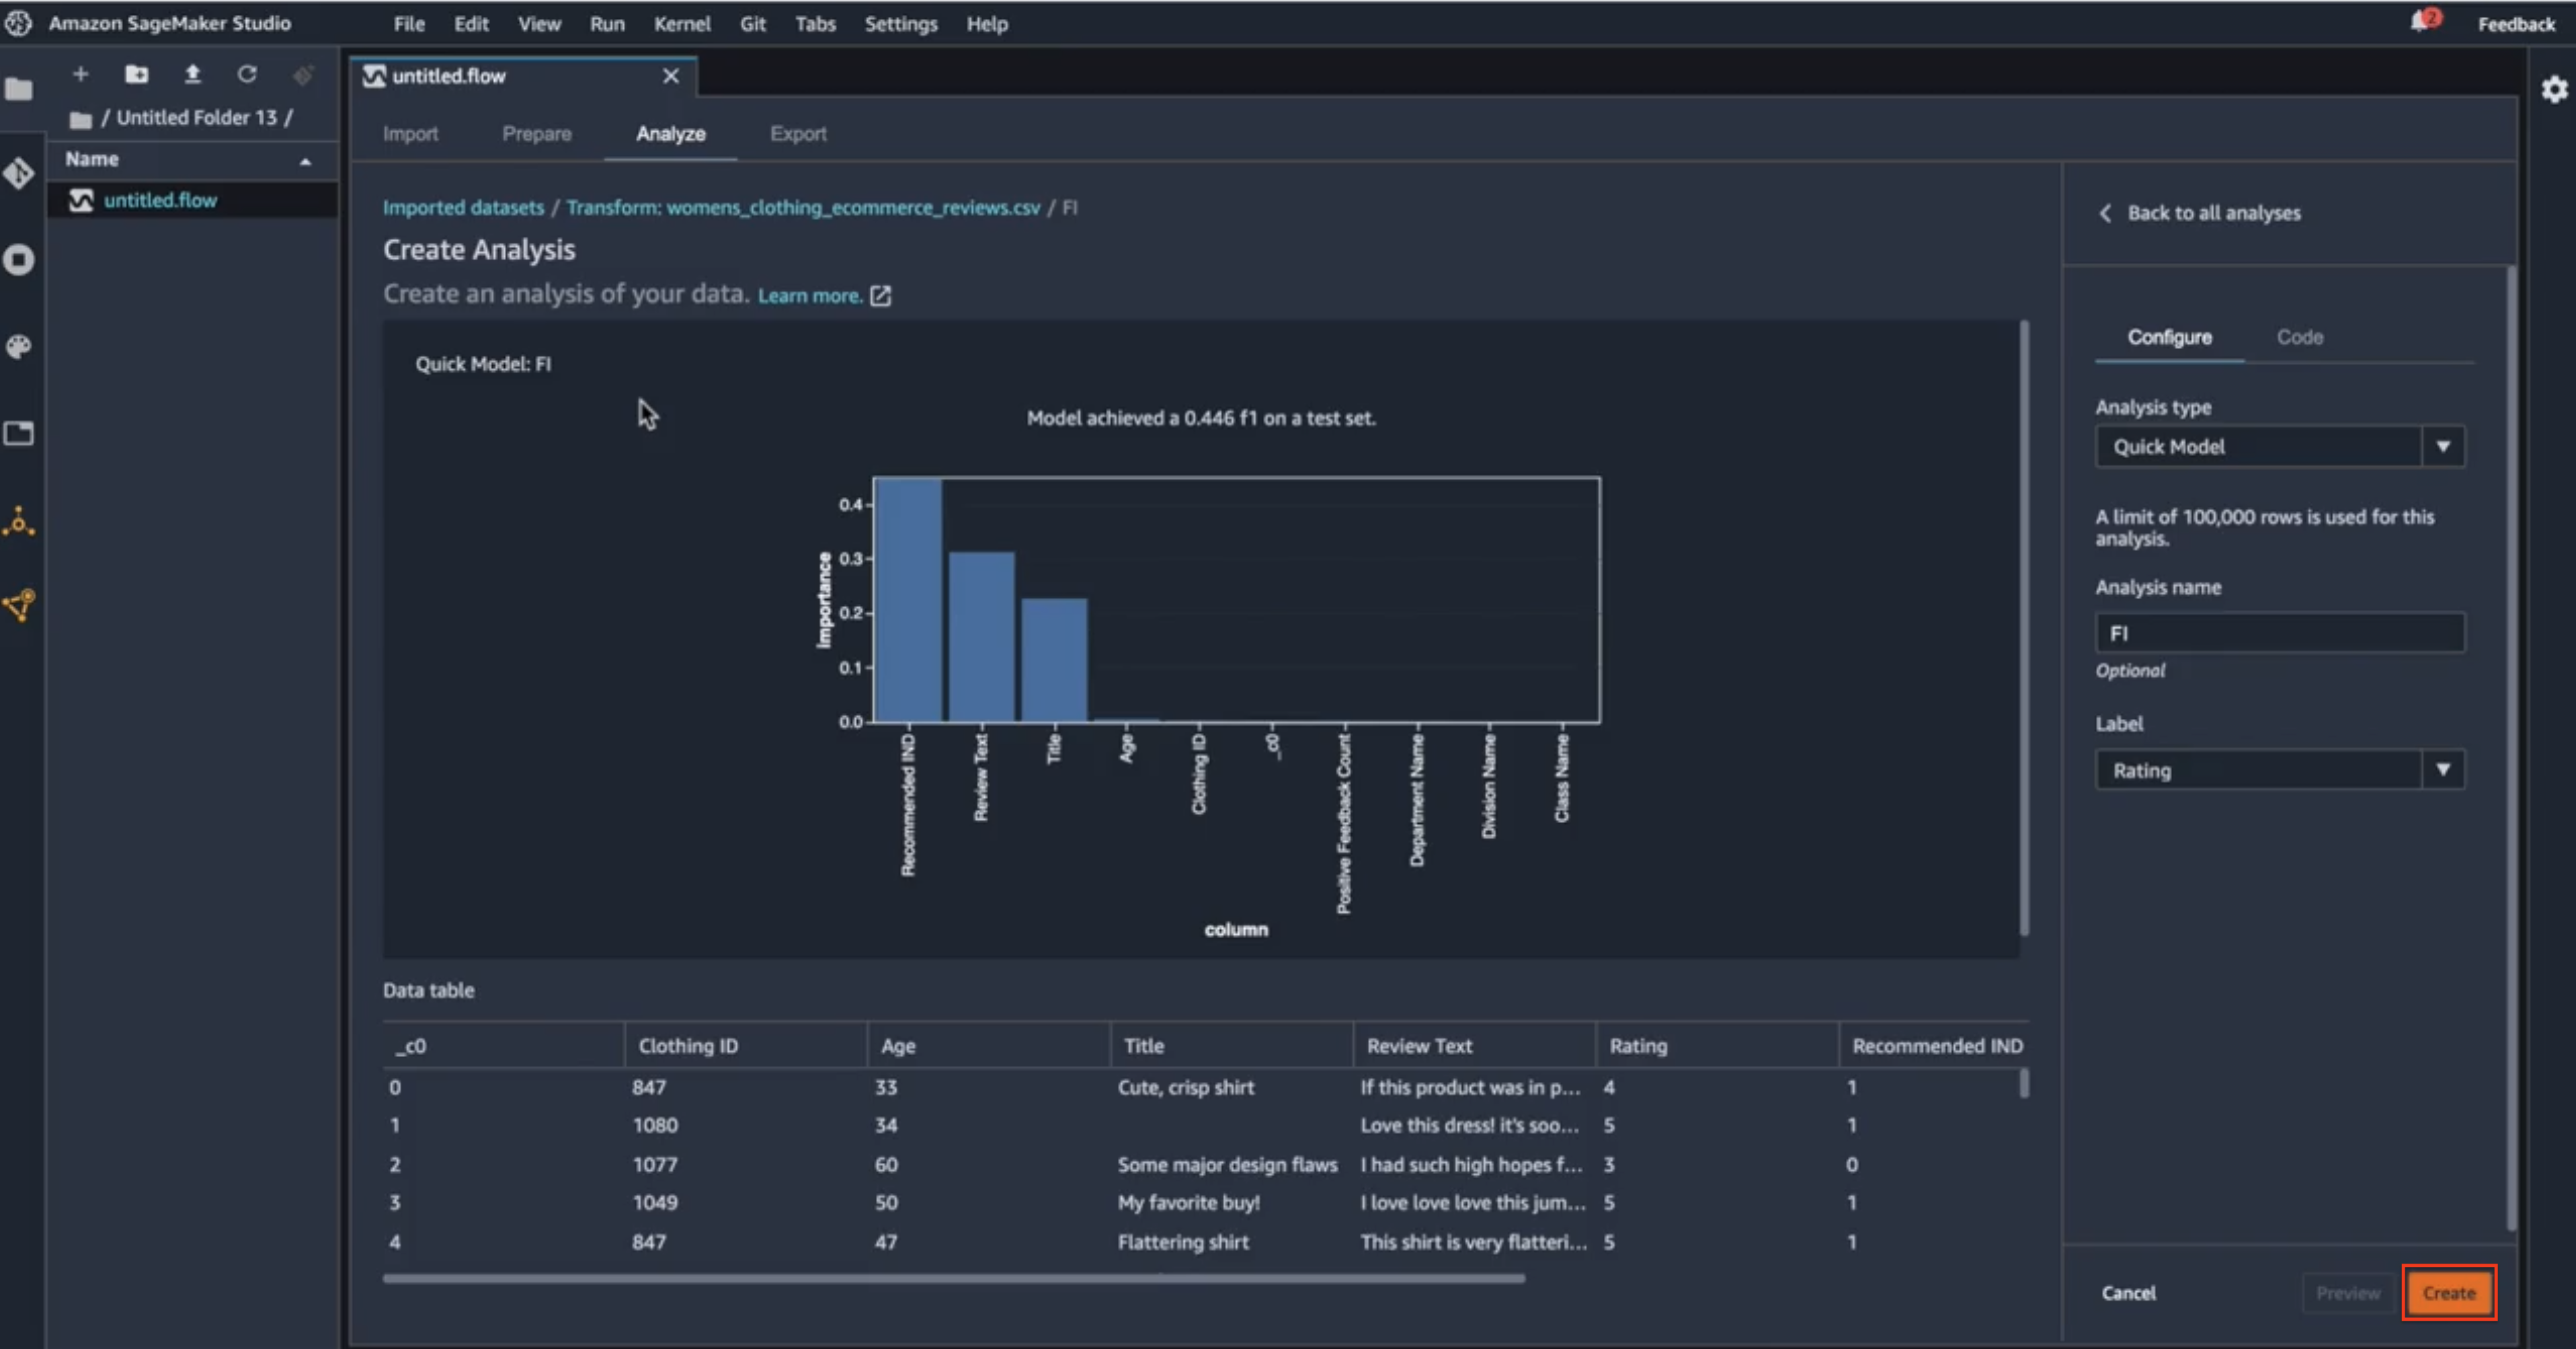 Amazon SageMaker Studio File Edit View Run Kernel Git Tabs Settings Help 2 Feedback
untitled.flow
/ Untitled Folder 13 /
Name
untitled.flow
Import Prepare Analyze Export
Imported datasets / Transform: womens_clothing_ecommerce_reviews.csv / FI
Create Analysis
Create an analysis of your data. Learn more.
Quick Model: FI
Model achieved a 0.446 f1 on a test set.
Importance
0.4
0.3
0.2
0.1
0.0
Recommended IND
Review Text
Title
Age
Clothing ID
_c0
Positive Feedback Count
Department Name
Division Name
Class Name
column
Data table
_c0 Clothing ID Age Title Review Text Rating Recommended IND
0 847 33 Cute, crisp shirt If this product was in p... 4 1
1 1080 34 Love this dress! it's soo... 5 1
2 1077 60 Some major design flaws I had such high hopes f... 3 0
3 1049 50 My favorite buy! I love love love this jum... 5 1
4 847 47 Flattering shirt This shirt is very flatteri... 5 1
Back to all analyses
Configure Code
Analysis type
Quick Model
A limit of 100,000 rows is used for this
analysis.
Analysis name
FI
Optional
Label
Rating
Cancel Preview Create